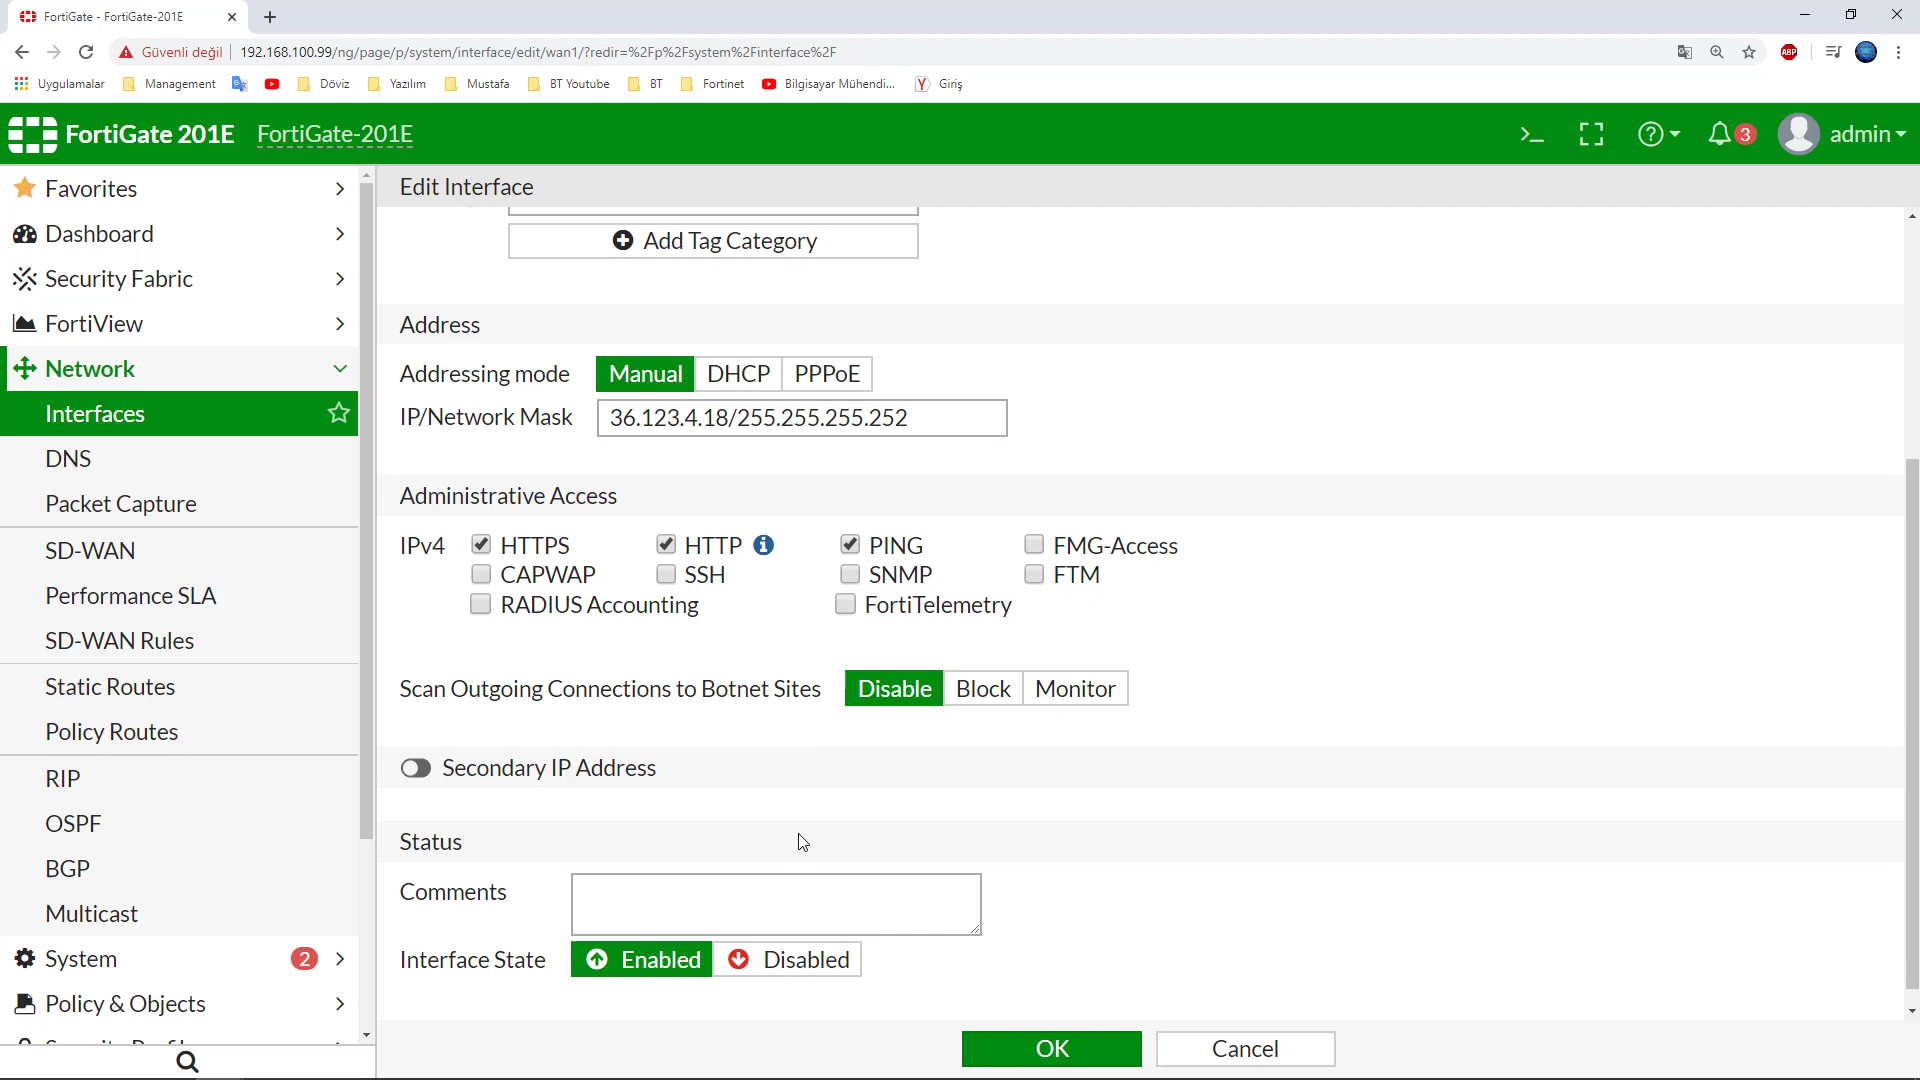 FortiGate - FortiGate-201E
Güvenli değil
192.168.100.99/ng/page/p/system/interface/edit/wan1/?redir=%2Fp%2Fsystem%2Finterface%2F
ABP
Uygulamalar
Management
Döviz
Yazılım
Mustafa
BT Youtube
BT
Fortinet
Bilgisayar Mühendi...
Giriş
FortiGate 201E
FortiGate-201E
3
admin
Favorites
Dashboard
Security Fabric
FortiView
Network
Interfaces
DNS
Packet Capture
SD-WAN
Performance SLA
SD-WAN Rules
Static Routes
Policy Routes
RIP
OSPF
BGP
Multicast
System
2
Policy & Objects
Edit Interface
Add Tag Category
Address
Addressing mode Manual DHCP PPPoE
IP/Network Mask 36.123.4.18/255.255.255.252
Administrative Access
IPv4 HTTPS HTTP PING FMG-Access
CAPWAP SSH SNMP FTM
RADIUS Accounting FortiTelemetry
Scan Outgoing Connections to Botnet Sites Disable Block Monitor
Secondary IP Address
Status
Comments
Interface State Enabled Disabled
OK Cancel